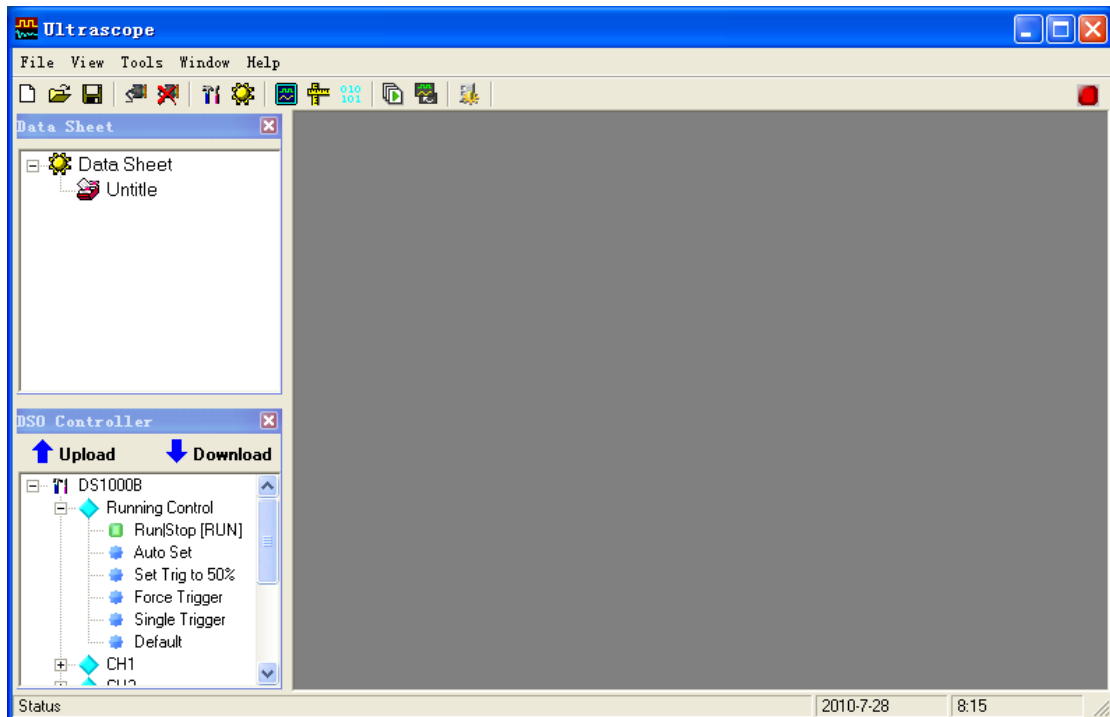 Ultrascope
File View Tools Window Help
010
101
Data Sheet
Data Sheet
Untitle
DSO Controller
Upload Download
DS1000B
Running Control
Run|Stop [RUN]
Auto Set
Set Trig to 50%
Force Trigger
Single Trigger
Default
CH1
Status 2010-7-28 8:15